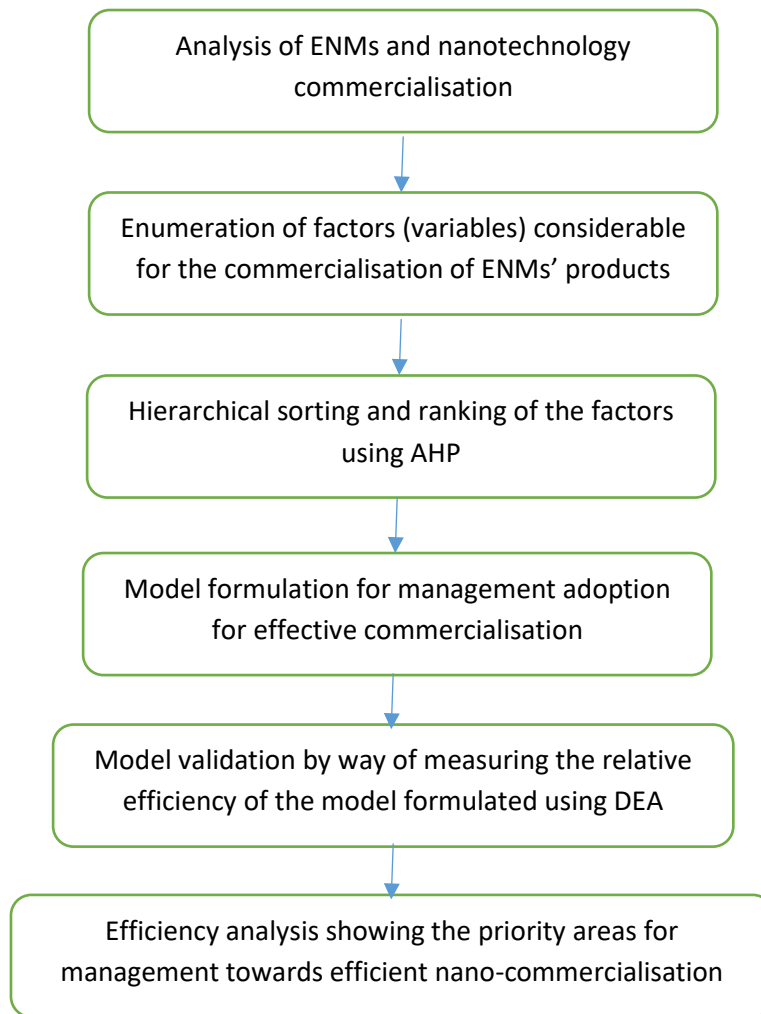 Analysis of ENMs and nanotechnology
commercialisation
Enumeration of factors (variables) considerable
for the commercialisation of ENMs’ products
Hierarchical sorting and ranking of the factors
using AHP
Model formulation for management adoption
for effective commercialisation
Model validation by way of measuring the relative
efficiency of the model formulated using DEA
Efficiency analysis showing the priority areas for
management towards efficient nano-commercialisation